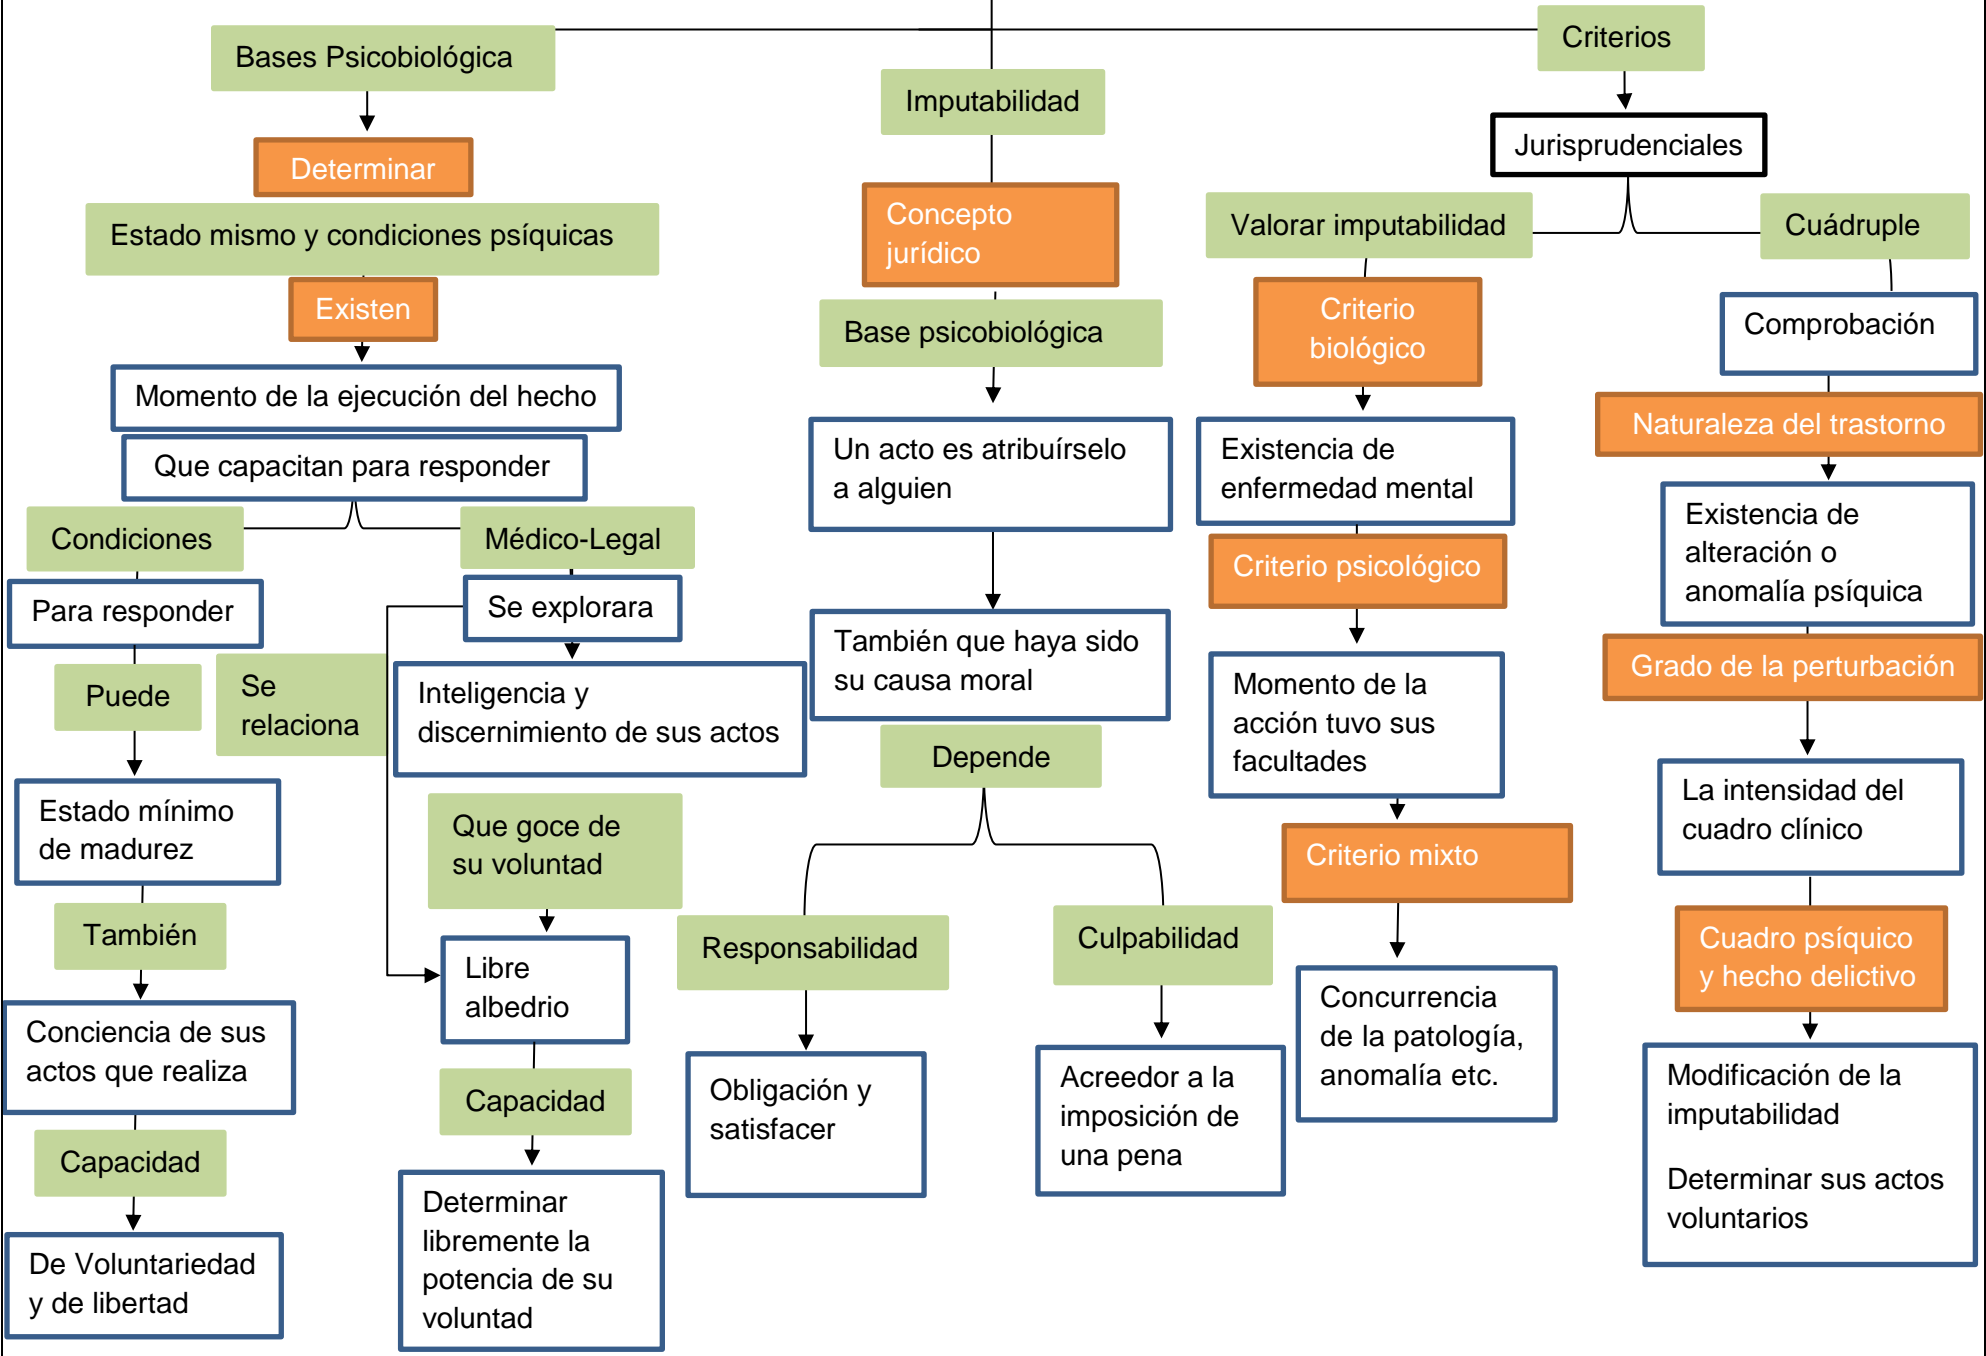 Bases Psicobiológica
Determinar
Estado mismo y condiciones psíquicas
Existen
Momento de la ejecución del hecho
Que capacitan para responder
Condiciones
Para responder
Puede
Estado mínimo
de madurez
También
Conciencia de sus
actos que realiza
Capacidad
De Voluntariedad
y de libertad
Médico-Legal
Se explorara
Se
relaciona
Inteligencia y
discernimiento de sus actos
Que goce de
su voluntad
Libre
albedrio
Capacidad
Determinar
libremente la
potencia de su
voluntad
Imputabilidad
Concepto
jurídico
Base psicobiológica
Un acto es atribuírselo
a alguien
También que haya sido
su causa moral
Depende
Responsabilidad
Obligación y
satisfacer
Culpabilidad
Acreedor a la
imposición de
una pena
Criterios
Jurisprudenciales
Valorar imputabilidad
Criterio
biológico
Existencia de
enfermedad mental
Criterio psicológico
Momento de la
acción tuvo sus
facultades
Criterio mixto
Concurrencia
de la patología,
anomalía etc.
Cuádruple
Comprobación
Naturaleza del trastorno
Existencia de
alteración o
anomalía psíquica
Grado de la perturbación
La intensidad del
cuadro clínico
Cuadro psíquico
y hecho delictivo
Modificación de la
imputabilidad
Determinar sus actos
voluntarios